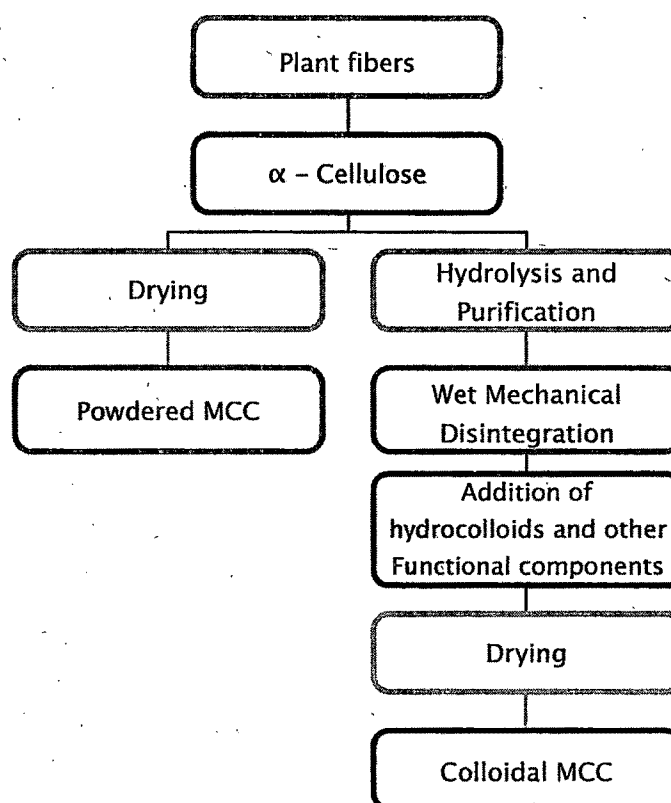 Plant fibers
α – Cellulose
Drying
Powdered MCC
Hydrolysis and
Purification
Wet Mechanical
Disintegration
Addition of
hydrocolloids and other
Functional components
Drying
Colloidal MCC